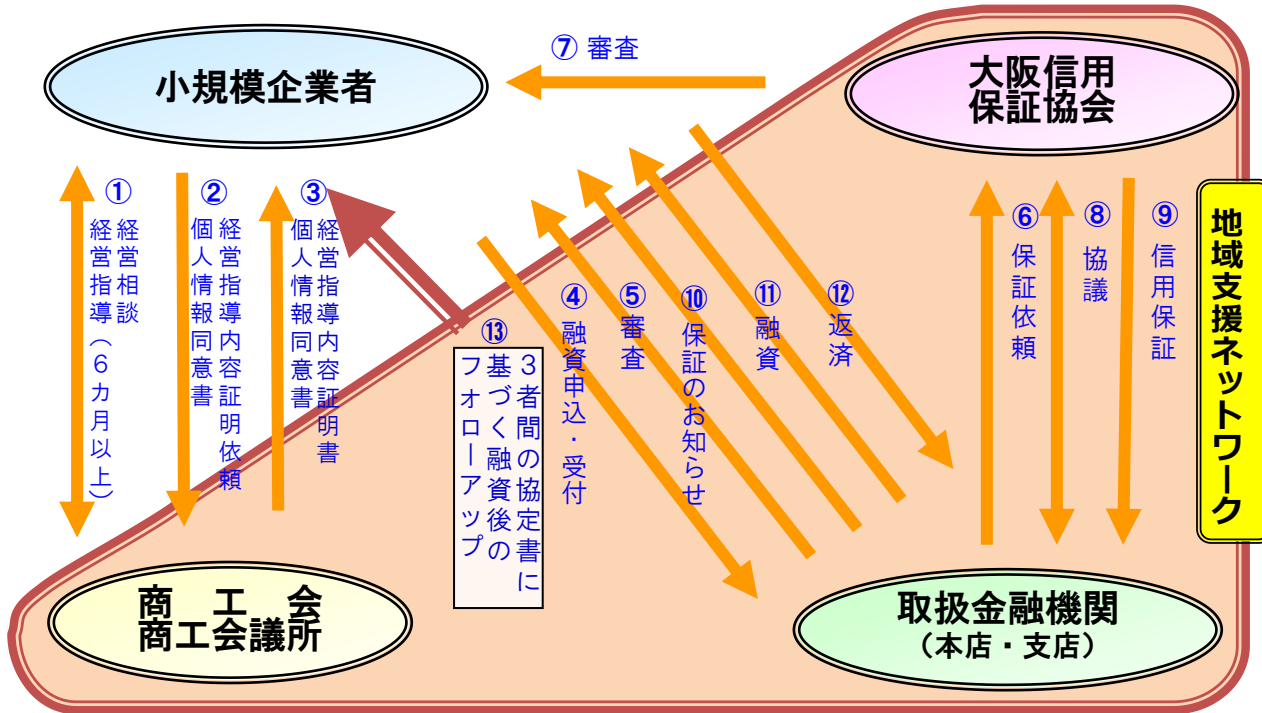 小規模企業者
⑦ 審査
大阪信用
保証協会
①
経営相談
経営指導（６カ月以上）
②
経営指導内容証明依頼
個人情報同意書
③
経営指導内容証明書
個人情報同意書
⑬
３者間の協定書に
基づく融資後の
フォローアップ
④
融資申込・受付
⑤
審査
⑩
保証のお知らせ
⑪
融資
⑫
返済
⑥
保証依頼
⑧
協議
⑨
信用保証
地域支援ネットワーク
商　工　会
商工会議所
取扱金融機関
（本店・支店）